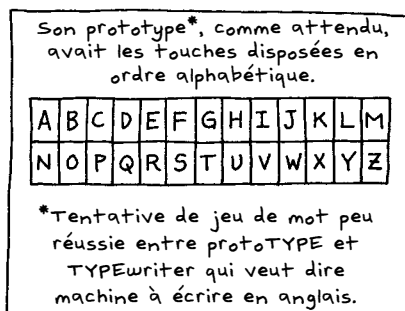 Son prototype*, comme attendu,
avait les touches disposées en
ordre alphabétique.
A B C D E F G H I J K L M
N O P Q R S T U V W X Y Z
*Tentative de jeu de mot peu
réussie entre protoTYPE et
TYPEwriter qui veut dire
machine à écrire en anglais.